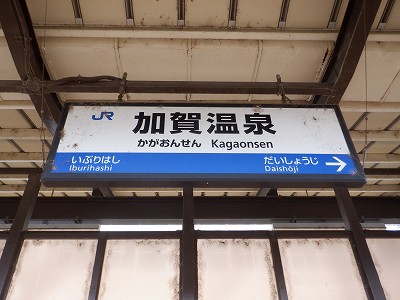 JR 加賀温泉
かがおんせん Kagaonsen
いぶりはし だいしょうじ
Iburihashi Daishōji